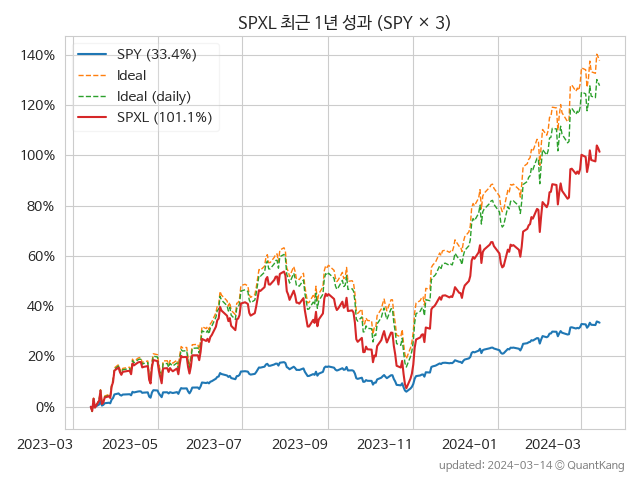 SPXL 최근 1년 성과 (SPY × 3)
SPY (33.4%)
Ideal
Ideal (daily)
SPXL (101.1%)
140%
120%
100%
80%
60%
40%
20%
0%
2023-03 2023-05 2023-07 2023-09 2023-11 2024-01 2024-03
updated: 2024-03-14 © QuantKang